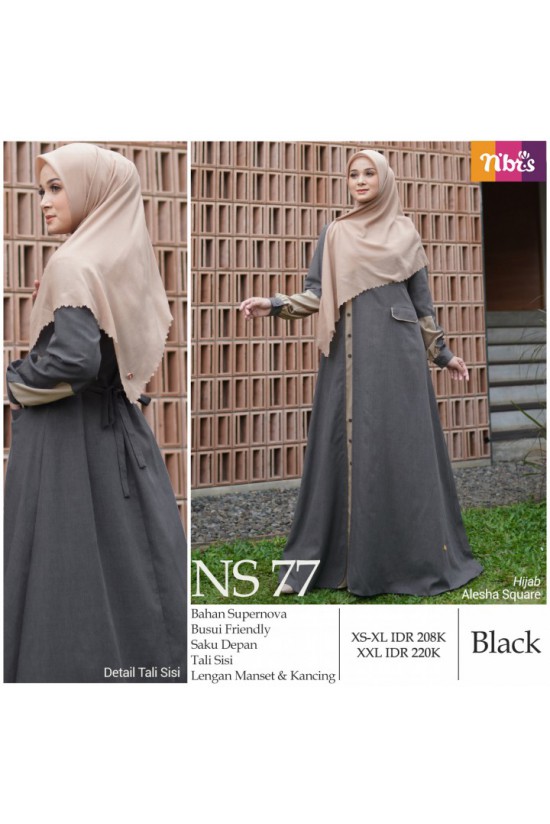 n'br's
Hijab
Alesha Square
NS 77
Bahan Supernova
Busui Friendly
Saku Depan
Tali Sisi
Lengan Manset & Kancing
XS-XL IDR 208K
XXL IDR 220K
Black
Detail Tali Sisi